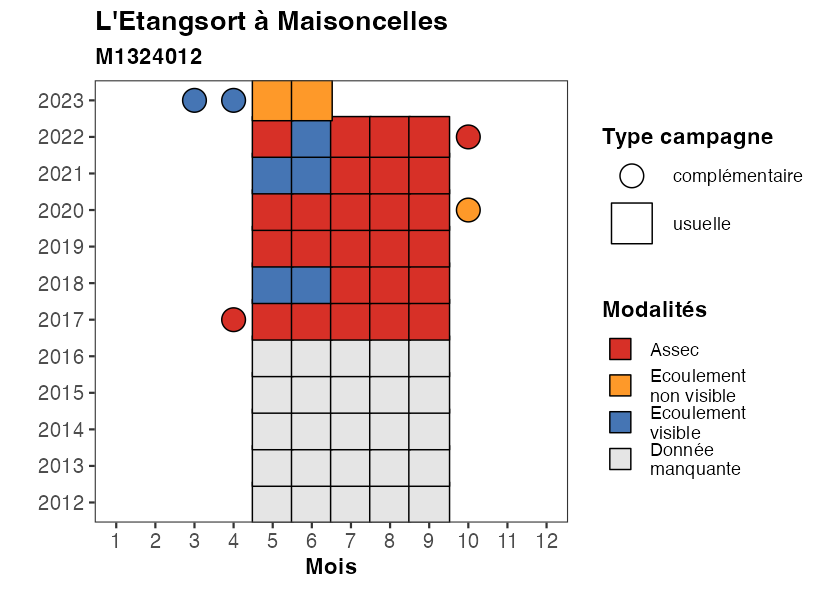 L'Etangsort à Maisoncelles
M1324012
2023
2022
2021
2020
2019
2018
2017
2016
2015
2014
2013
2012
1 2 3 4 5 6 7 8 9 10 11 12
Mois
Type campagne
complémentaire
usuelle
Modalités
Assec
Ecoulement
non visible
Ecoulement
visible
Donnée
manquante